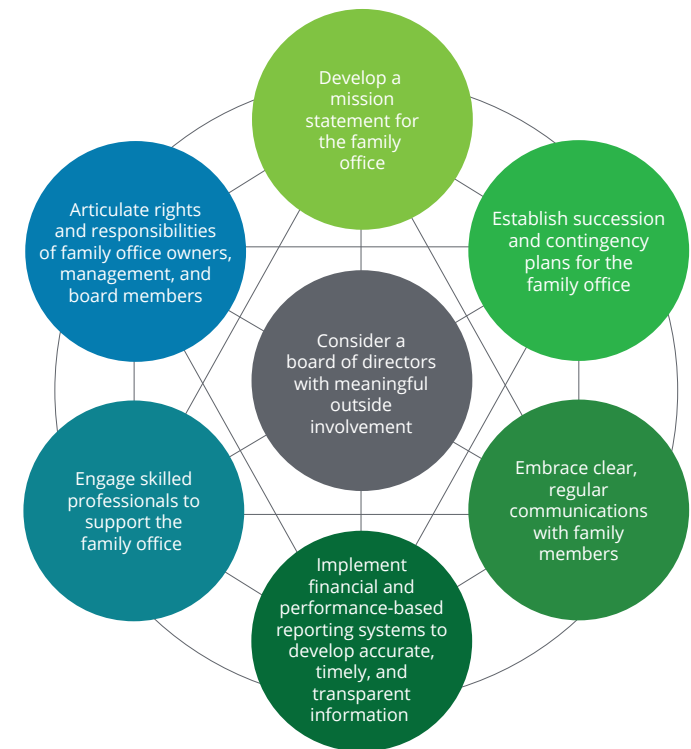 Develop a
mission
statement for
the family
office
Articulate rights
and responsibilities
of family office owners,
management, and
board members
Establish succession
and contingency
plans for the
family office
Consider a
board of directors
with meaningful
outside
involvement
Engage skilled
professionals to
support the
family office
Embrace clear,
regular
communications
with family
members
Implement
financial and
performance-based
reporting systems to
develop accurate,
timely, and
transparent
information